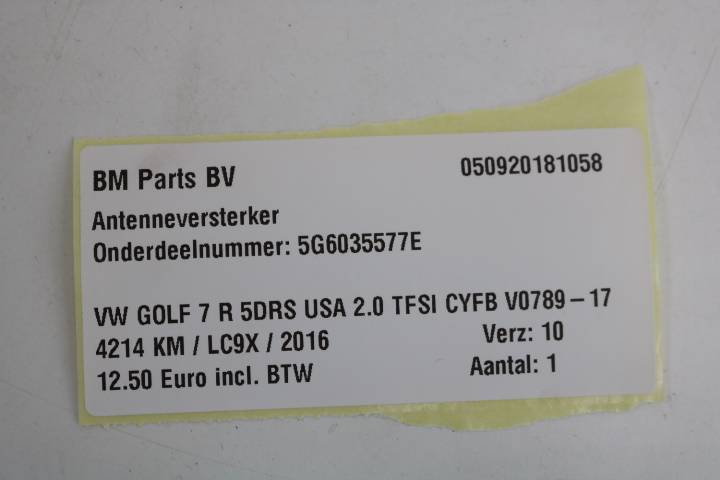 BM Parts BV 050920181058
Antenneversterker
Onderdeelnummer: 5G6035577E
VW GOLF 7 R 5DRS USA 2.0 TFSI CYFB V0789-17
4214 KM / LC9X / 2016 Verz: 10
12.50 Euro incl. BTW Aantal: 1